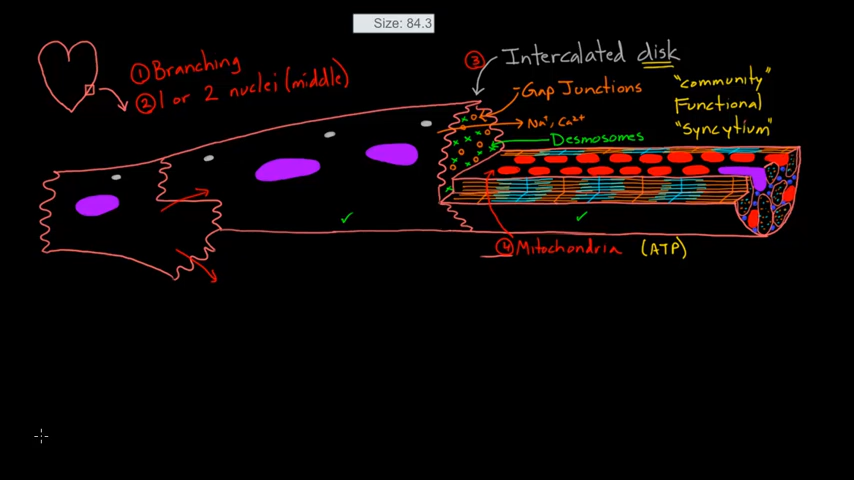 Size: 84.3
① Branching
② 1 or 2 nuclei (middle)
③ Intercalated disk
Gap Junctions
Na⁺, Ca²⁺
Desmosomes
"community"
Functional
"Syncytium"
④ Mitochondria (ATP)